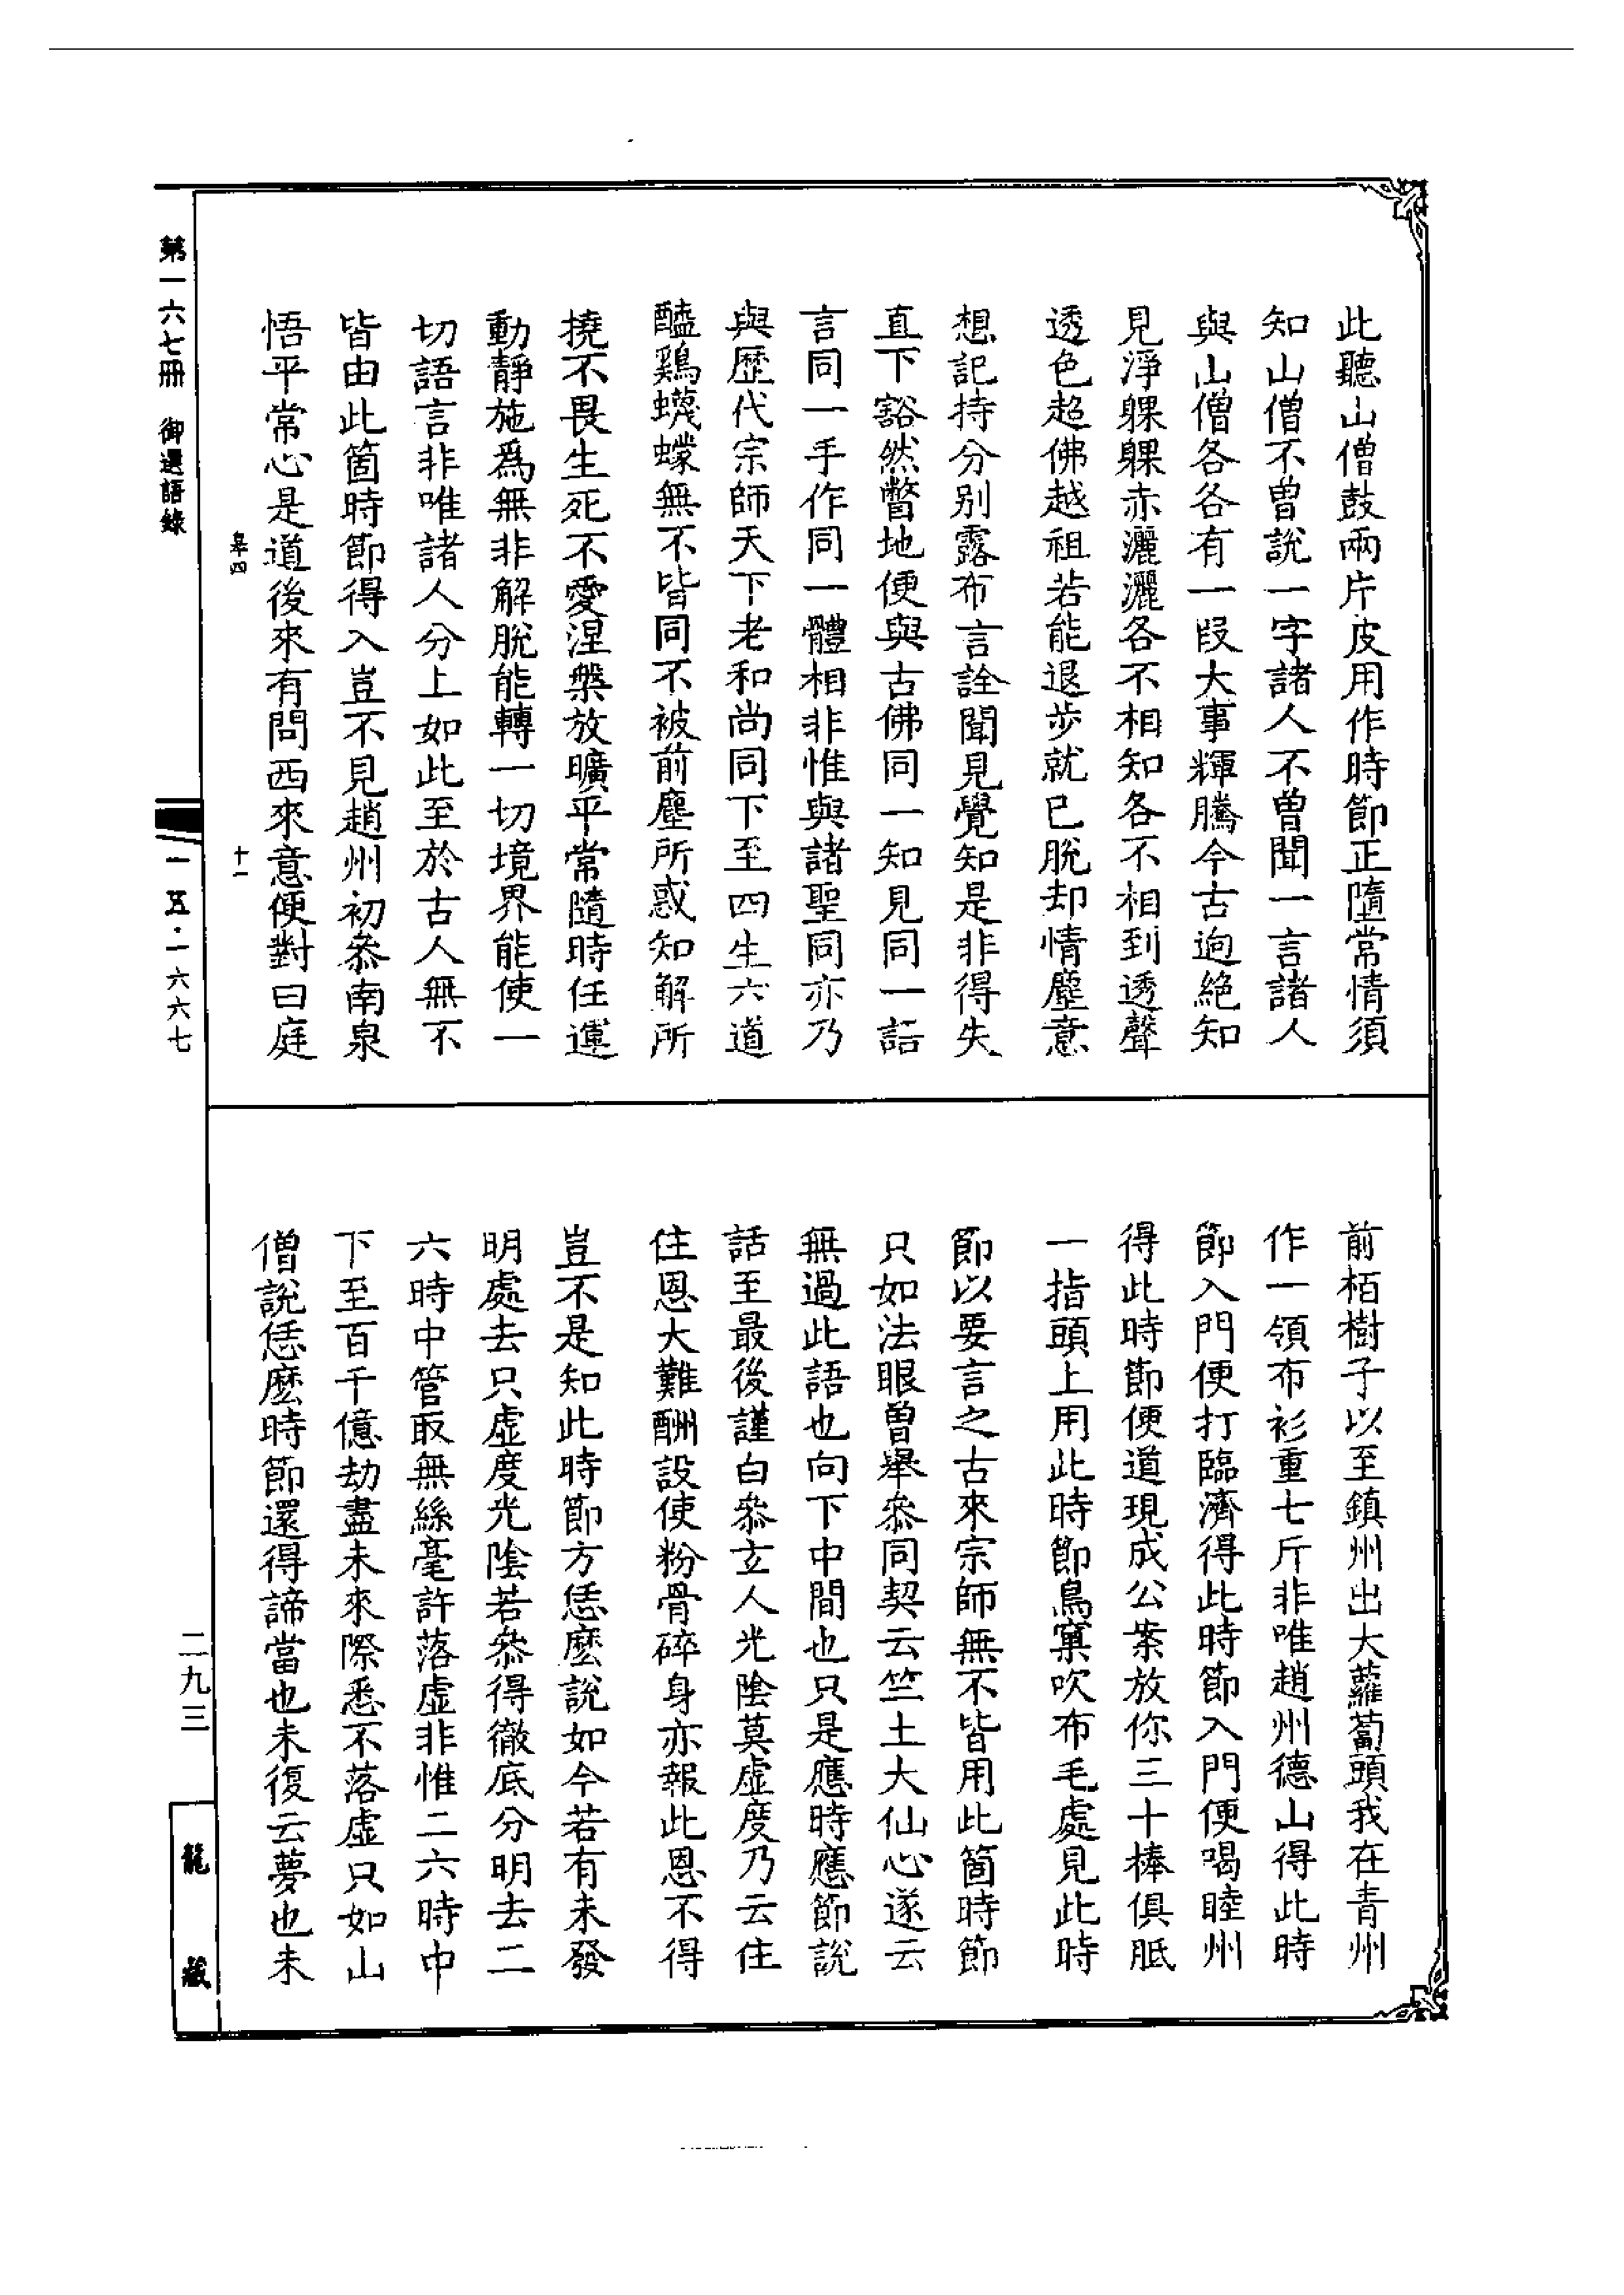 此聽山僧鼓兩片皮用作時節正墮常情須
知山僧不曾說一字諸人不曾聞一言諸人
與山僧各各有一段大事輝騰今古逈絕知
見淨躶躶赤灑灑各不相知各不相到透聲
透色超佛越祖若能退步就已脫却情塵意
想記持分別露布言詮聞見覺知是非得失
直下豁然瞥地便與古佛同一知見同一語
言同一手作同一體相非惟與諸聖同亦乃
與歷代宗師天下老和尚同下至四生六道
醯鷄蠛蠓無不皆同不被前塵所惑知解所
撓不畏生死不愛涅槃放曠平常隨時任運
動靜施爲無非解脫能轉一切境界能使一
切語言非唯諸人分上如此至於古人無不
皆由此箇時節得入豈不見趙州初叅南泉
悟平常心是道後來有問西來意便對曰庭
前栢樹子以至鎮州出大蘿蔔頭我在青州
作一領布衫重七斤非唯趙州德山得此時
節入門便打臨濟得此時節入門便喝睦州
得此時節便道現成公案放你三十棒俱胝
一指頭上用此時節鳥窠吹布毛處見此時
節以要言之古來宗師無不皆用此箇時節
只如法眼曾舉叅同契云竺土大仙心遂云
無過此語也向下中間也只是應時應節說
話至最後謹白叅玄人光陰莫虛度乃云住
住恩大難酬設使粉骨碎身亦報此恩不得
豈不是知此時節方恁麽說如今若有未發
明處去只虛度光陰若叅得徹底分明去二
六時中管取無絲毫許落虛非惟二六時中
下至百千億劫盡未來際悉不落虛只如山
僧說恁麽時節還得諦當也未復云夢也未
第一六七冊 御選語錄
皋四 十一
一五·一六六七
二九三
龍藏